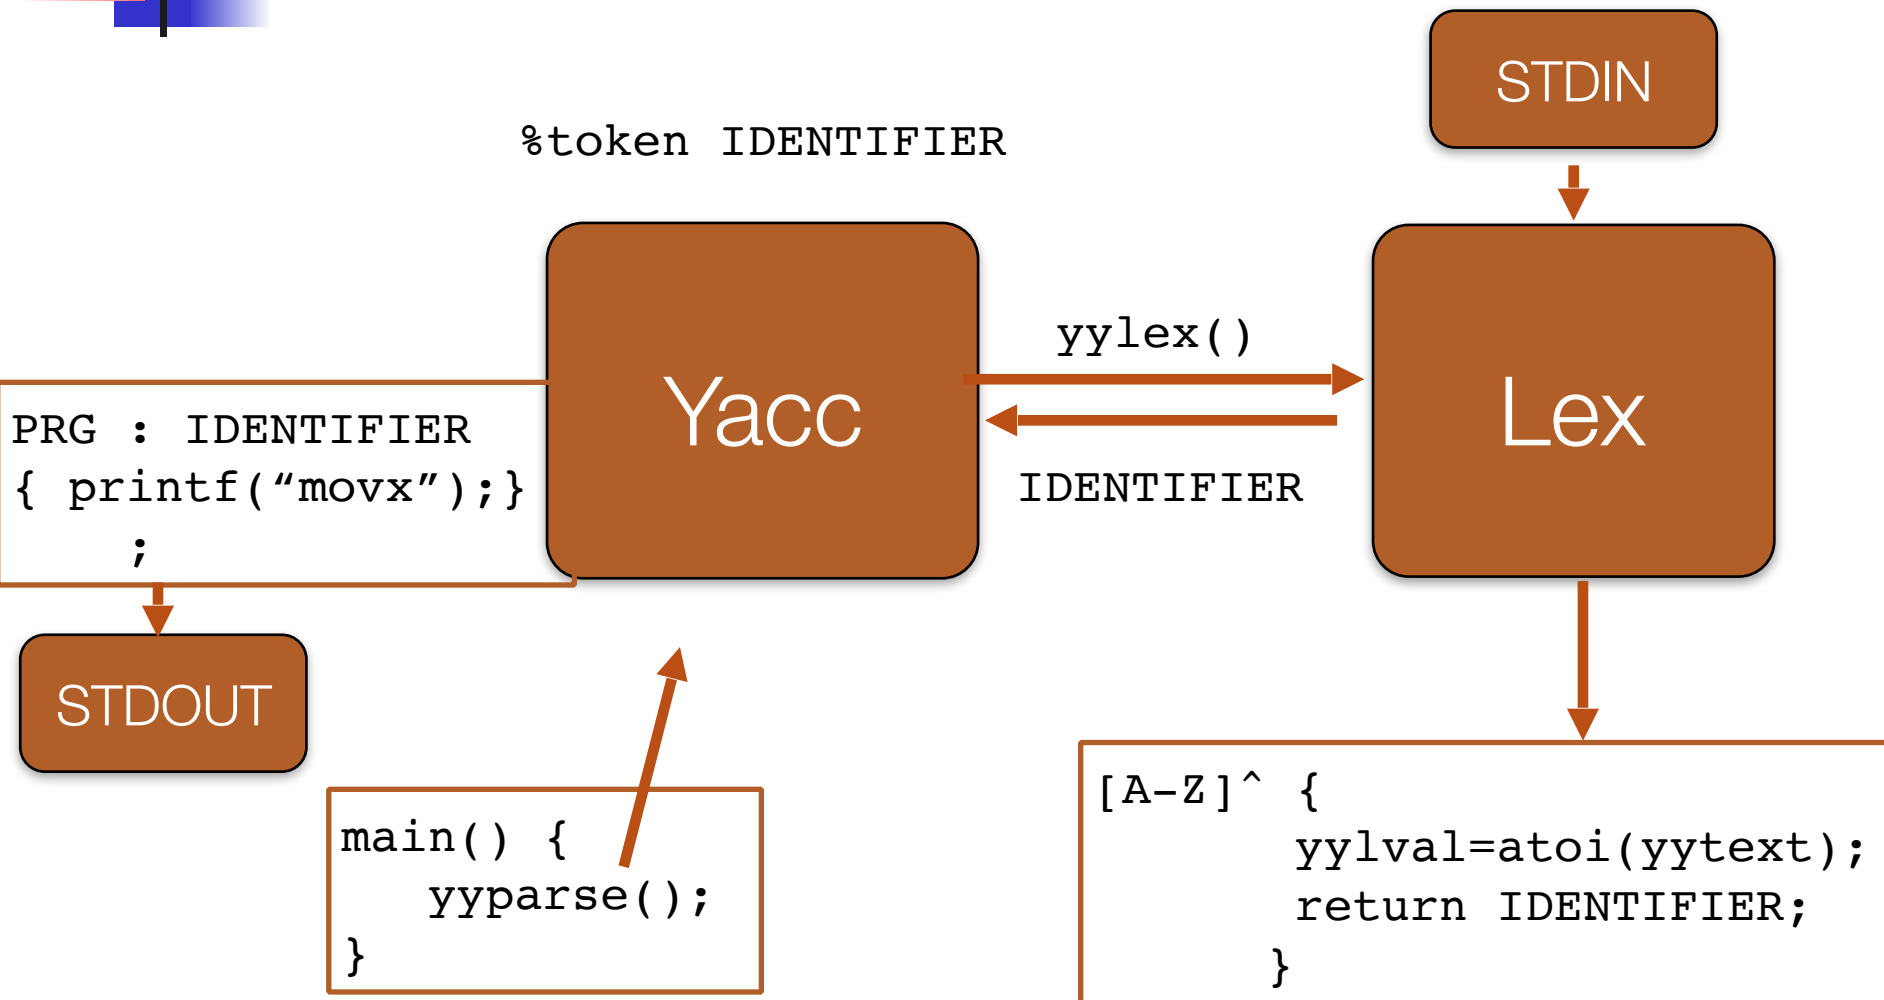 STDIN
%token IDENTIFIER
yylex()
Yacc
Lex
PRG : IDENTIFIER
{ printf(“movx”);}
;
IDENTIFIER
STDOUT
main() {
yyparse();
}
[A-Z]^ {
yylval=atoi(yytext);
return IDENTIFIER;
}